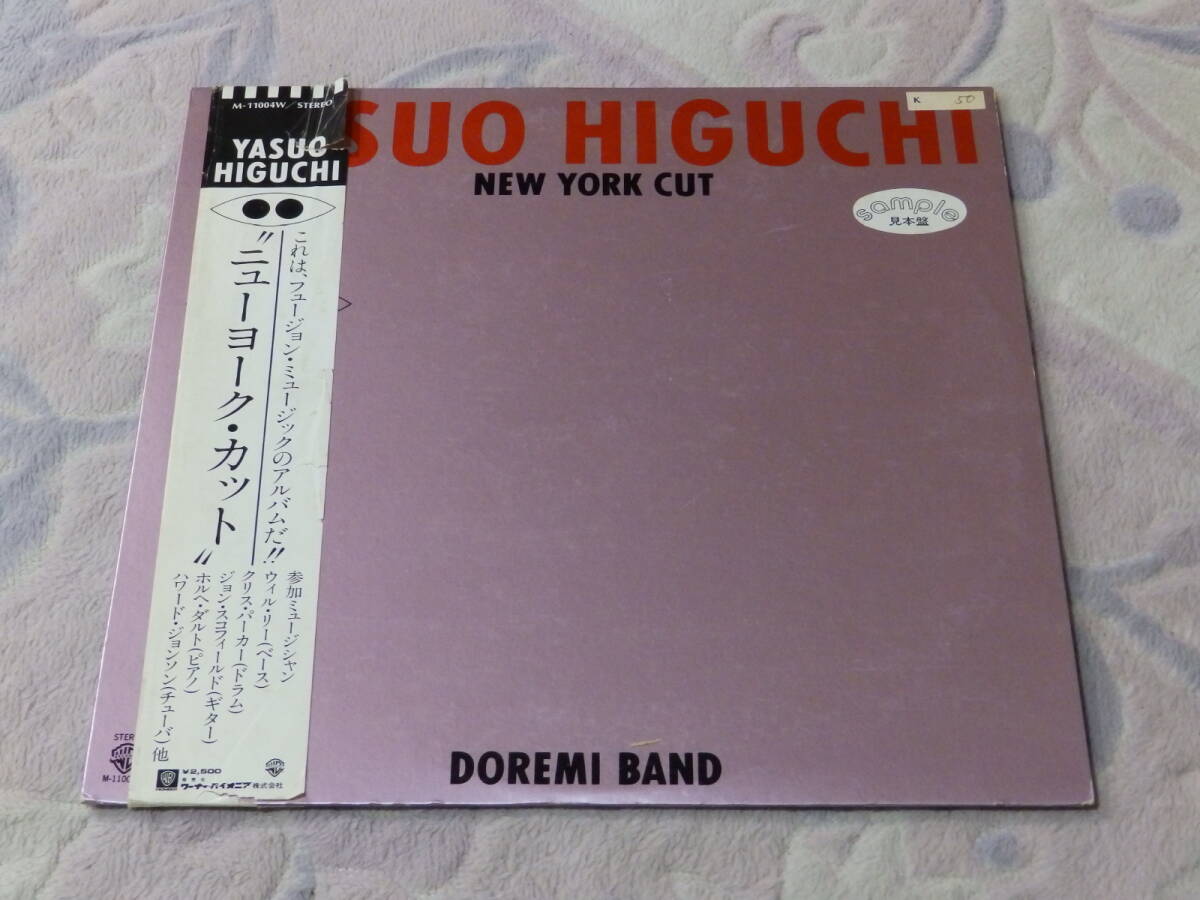 M-11004W/STEREO
YASUO
HIGUCHI
これは、フュージョン・ミュージックのアルバムだ!!
"ニューヨーク・カット"
参加ミュージシャン
ウィル・リー(ベース)
クリス・パーカー(ドラム)
ジョン・スコフィールド(ギター)
ホルヘ・ダルト(ピアノ)
ハワード・ジョンソン(チューバ)他
¥2,500
発売元
ワーナー・パイオニア株式会社
SUO HIGUCHI
NEW YORK CUT
K 50
sample
見本盤
DOREMI BAND
STER
M-1100